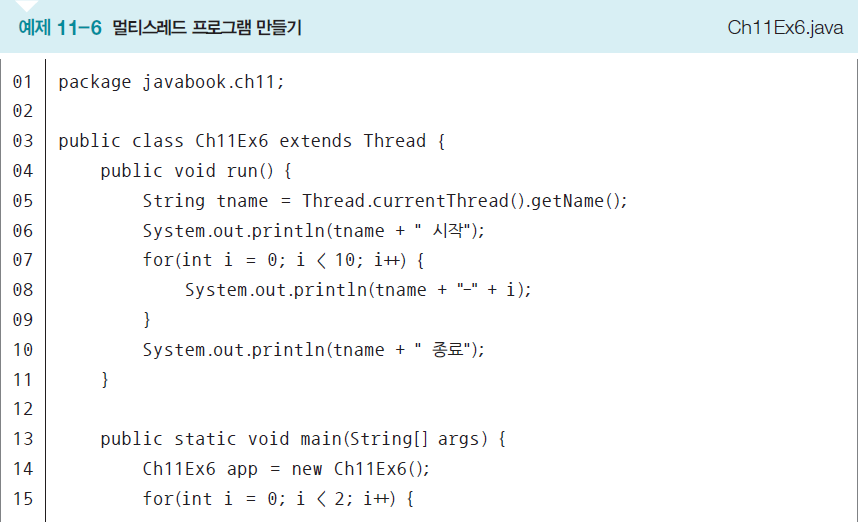 예제 11-6 멀티스레드 프로그램 만들기 Ch11Ex6.java
01 package javabook.ch11;
02
03 public class Ch11Ex6 extends Thread {
04     public void run() {
05         String tname = Thread.currentThread().getName();
06         System.out.println(tname + " 시작");
07         for(int i = 0; i < 10; i++) {
08             System.out.println(tname + "-" + i);
09         }
10         System.out.println(tname + " 종료");
11     }
12
13     public static void main(String[] args) {
14         Ch11Ex6 app = new Ch11Ex6();
15         for(int i = 0; i < 2; i++) {